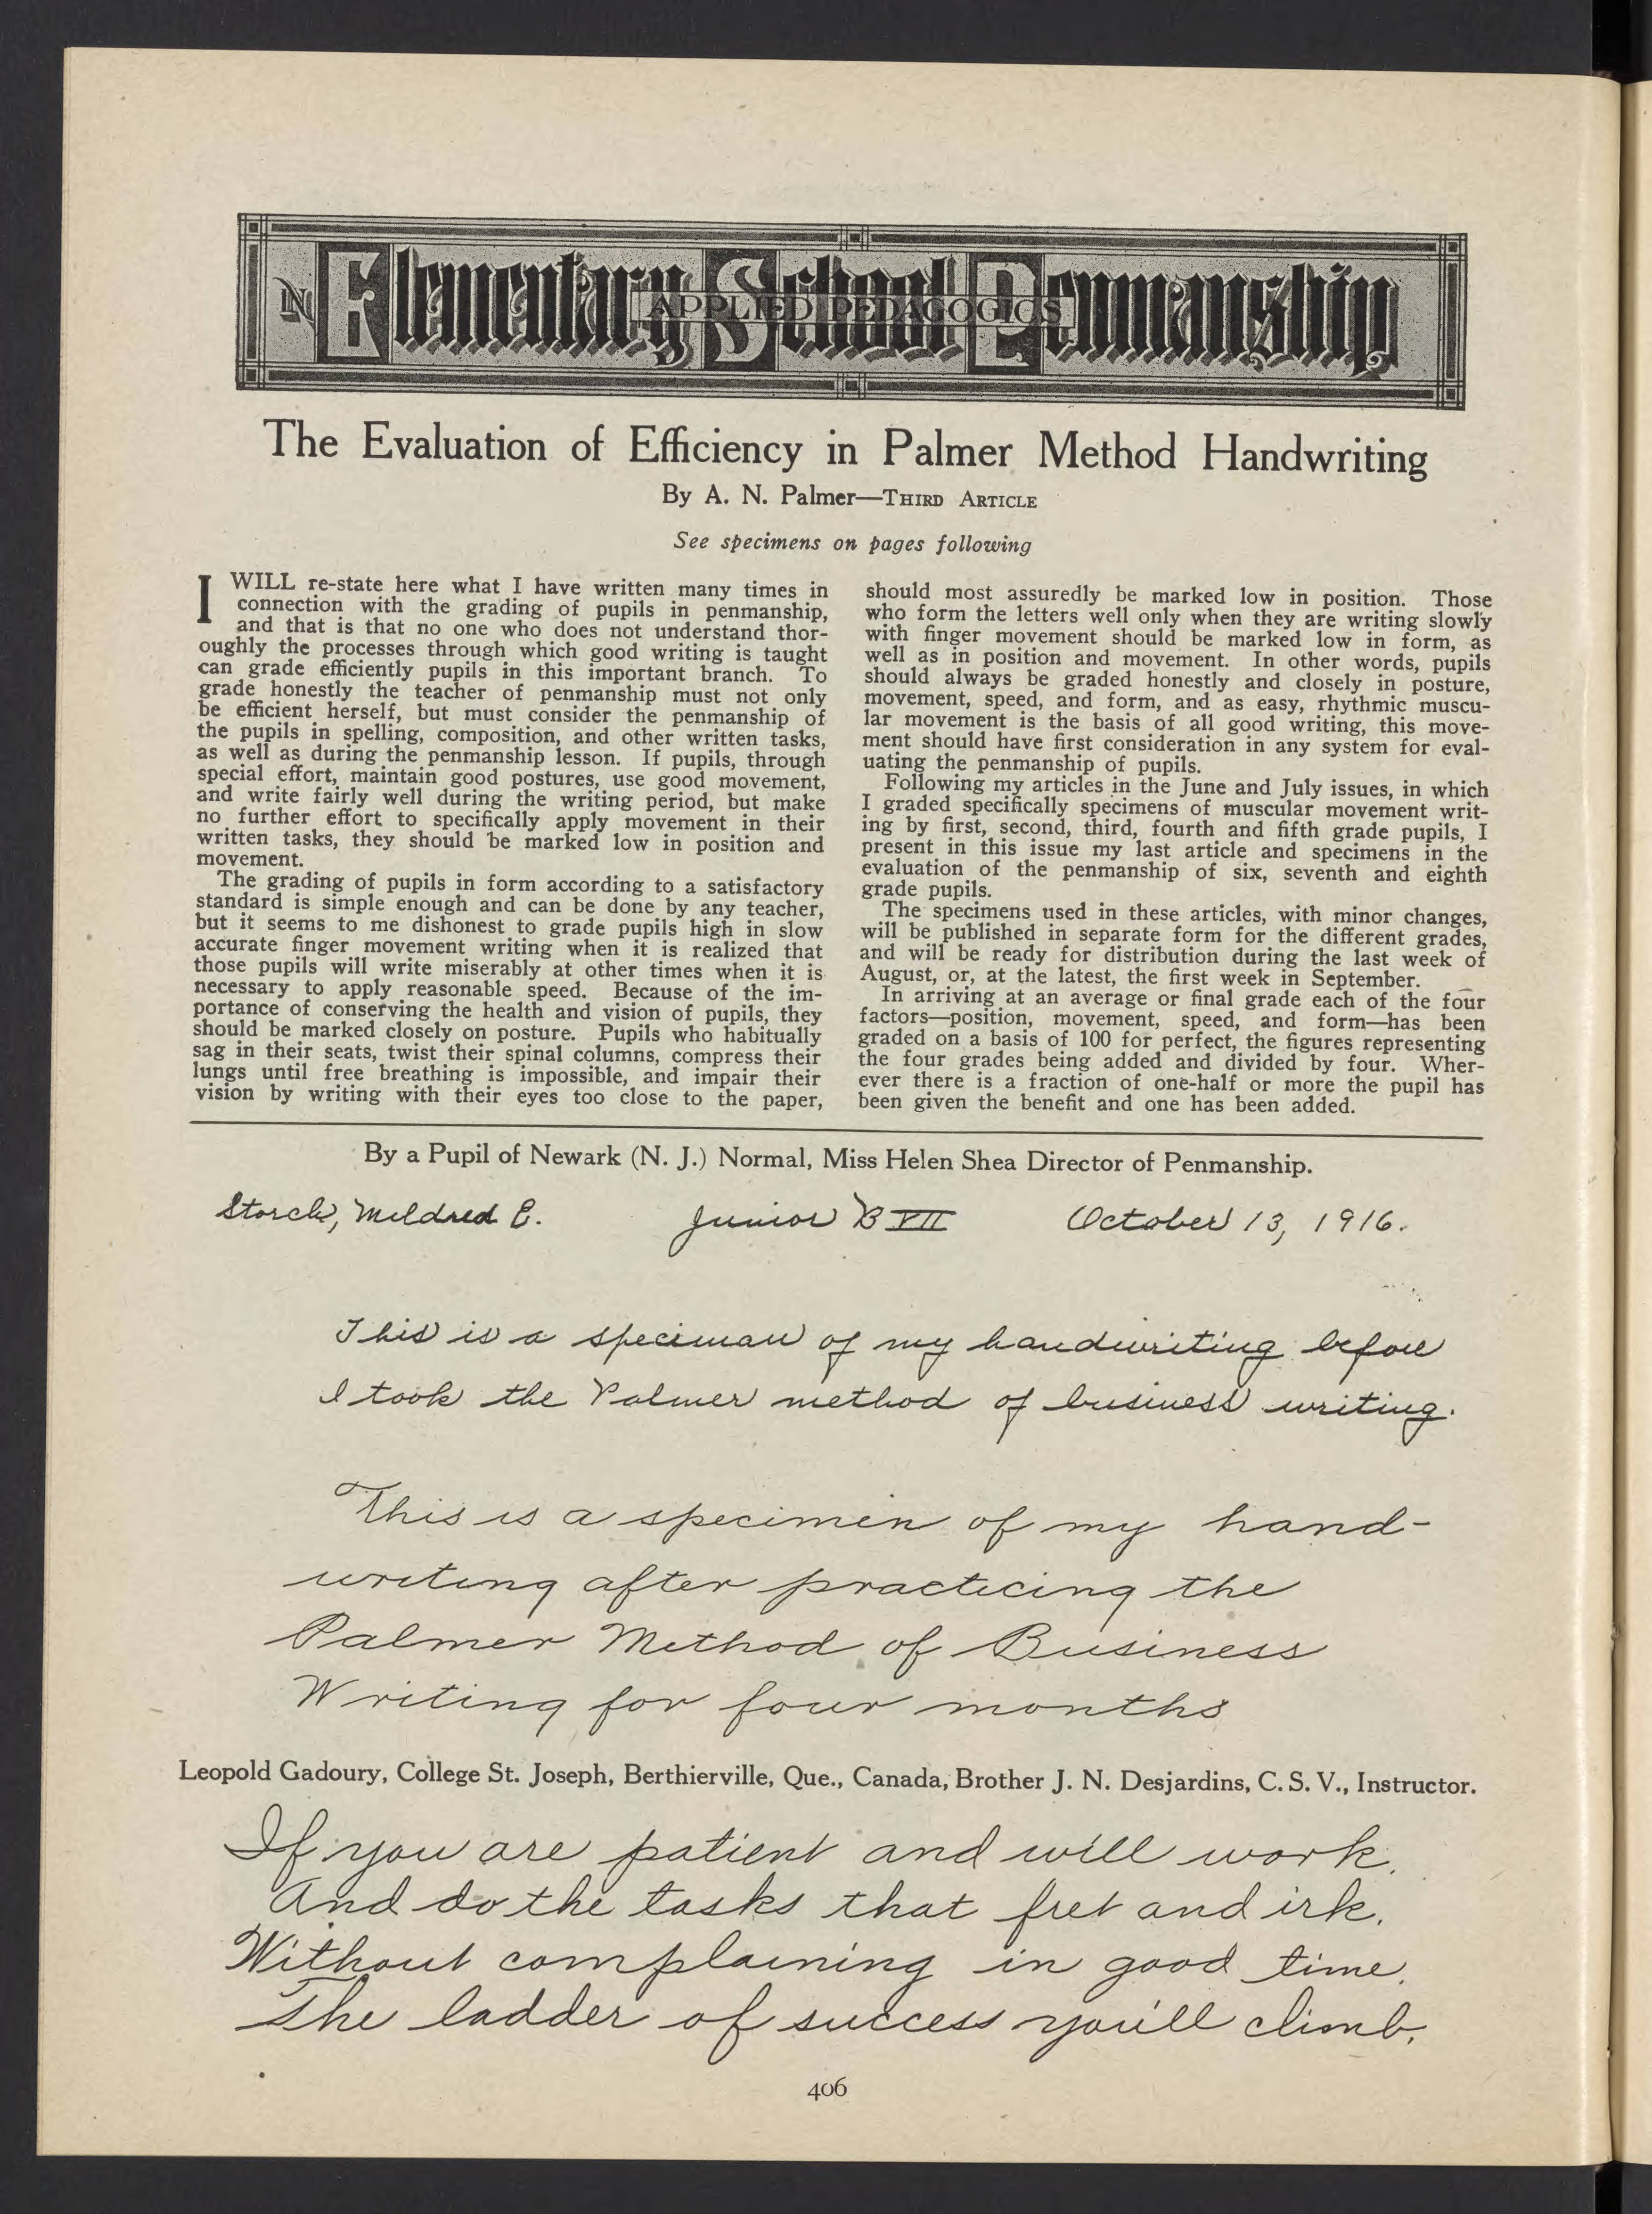 IN Elementary School Penmanship
APPLIED PEDAGOGICS
The Evaluation of Efficiency in Palmer Method Handwriting
By A. N. Palmer—THIRD ARTICLE
See specimens on pages following
I WILL re-state here what I have written many times in
connection with the grading of pupils in penmanship,
and that is that no one who does not understand thor-
oughly the processes through which good writing is taught
can grade efficiently pupils in this important branch. To
grade honestly the teacher of penmanship must not only
be efficient herself, but must consider the penmanship of
the pupils in spelling, composition, and other written tasks,
as well as during the penmanship lesson. If pupils, through
special effort, maintain good postures, use good movement,
and write fairly well during the writing period, but make
no further effort to specifically apply movement in their
written tasks, they should be marked low in position and
movement.
The grading of pupils in form according to a satisfactory
standard is simple enough and can be done by any teacher,
but it seems to me dishonest to grade pupils high in slow
accurate finger movement writing when it is realized that
those pupils will write miserably at other times when it is
necessary to apply reasonable speed. Because of the im-
portance of conserving the health and vision of pupils, they
should be marked closely on posture. Pupils who habitually
sag in their seats, twist their spinal columns, compress their
lungs until free breathing is impossible, and impair their
vision by writing with their eyes too close to the paper,
should most assuredly be marked low in position. Those
who form the letters well only when they are writing slowly
with finger movement should be marked low in form, as
well as in position and movement. In other words, pupils
should always be graded honestly and closely in posture,
movement, speed, and form, and as easy, rhythmic muscu-
lar movement is the basis of all good writing, this move-
ment should have first consideration in any system for eval-
uating the penmanship of pupils.
Following my articles in the June and July issues, in which
I graded specifically specimens of muscular movement writ-
ing by first, second, third, fourth and fifth grade pupils, I
present in this issue my last article and specimens in the
evaluation of the penmanship of six, seventh and eighth
grade pupils.
The specimens used in these articles, with minor changes,
will be published in separate form for the different grades,
and will be ready for distribution during the last week of
August, or, at the latest, the first week in September.
In arriving at an average or final grade each of the four
factors—position, movement, speed, and form—has been
graded on a basis of 100 for perfect, the figures representing
the four grades being added and divided by four. Wher-
ever there is a fraction of one-half or more the pupil has
been given the benefit and one has been added.
By a Pupil of Newark (N. J.) Normal, Miss Helen Shea Director of Penmanship.
Storch, Mildred E. Junior B VII October 13, 1916.
This is a speciman of my handwriting before
I took the Palmer method of business writing.
This is a specimen of my hand-
writing after practicing the
Palmer Method of Business
Writing for four months
Leopold Gadoury, College St. Joseph, Berthierville, Que., Canada, Brother J. N. Desjardins, C. S. V., Instructor.
If you are patient and will work.
And do the tasks that fret and irk.
Without complaining in good time.
The ladder of success you'll climb.
406